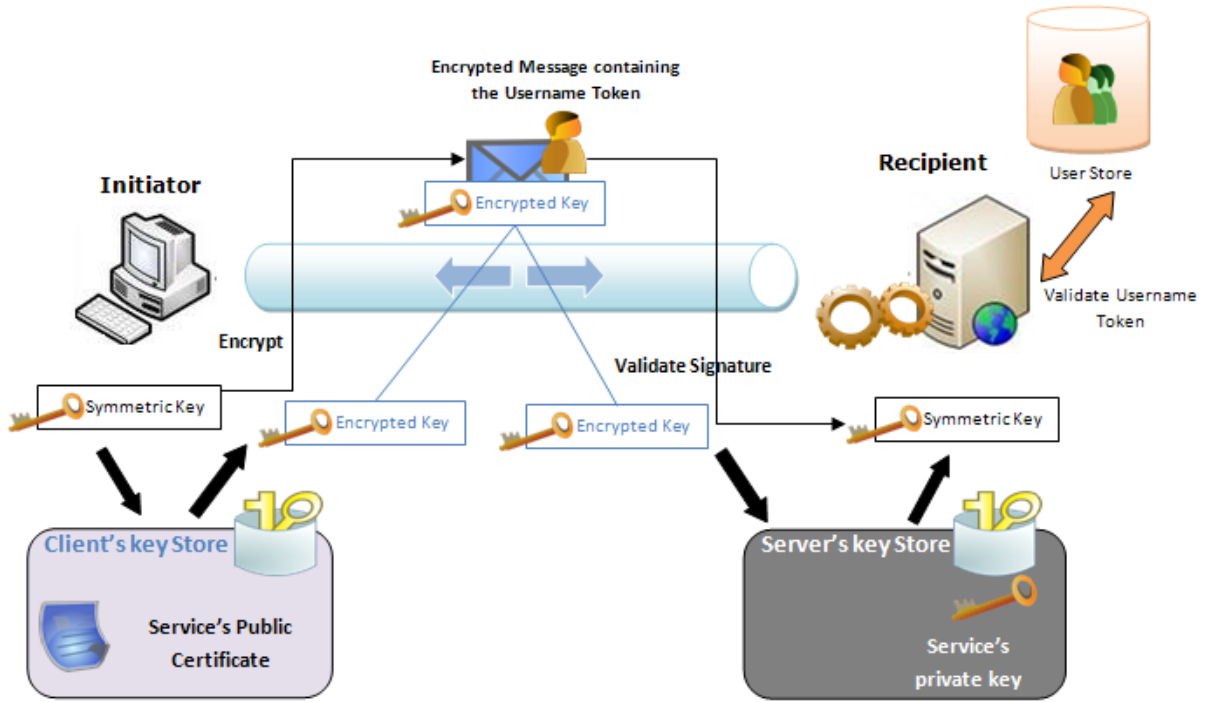 Encrypted Message containing
the Username Token
Initiator
Recipient
User Store
Encrypted Key
Validate Username
Token
Encrypt
Validate Signature
Symmetric Key
Encrypted Key
Encrypted Key
Symmetric Key
Client's key Store
Service's Public
Certificate
Server's key Store
Service's
private key